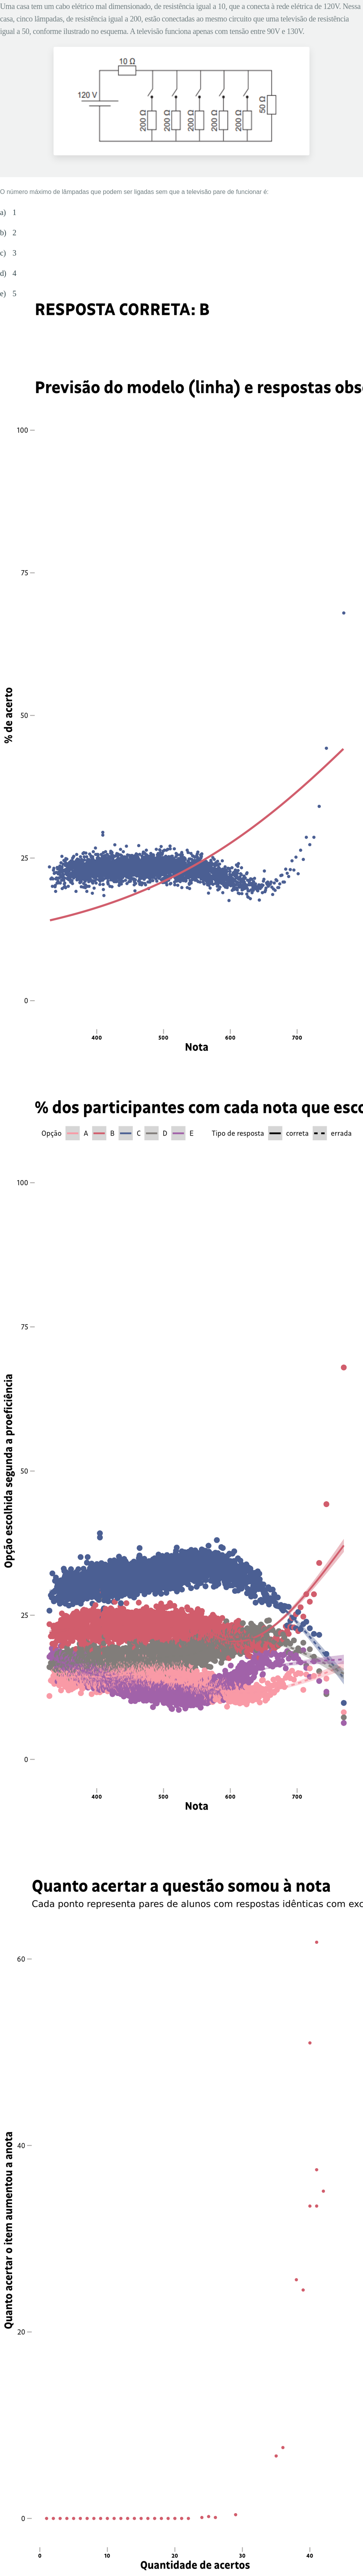 Uma casa tem um cabo elétrico mal dimensionado, de resistência igual a 10, que a conecta à rede elétrica de 120V. Nessa
casa, cinco lâmpadas, de resistência igual a 200, estão conectadas ao mesmo circuito que uma televisão de resistência
igual a 50, conforme ilustrado no esquema. A televisão funciona apenas com tensão entre 90V e 130V.
10 Ω
120 V
200 Ω
200 Ω
200 Ω
200 Ω
200 Ω
50 Ω
O número máximo de lâmpadas que podem ser ligadas sem que a televisão pare de funcionar é:
a) 1
b) 2
c) 3
d) 4
e) 5
RESPOSTA CORRETA: B
Previsão do modelo (linha) e respostas obs
100
75
50
25
0
% de acerto
400 500 600 700
Nota
% dos participantes com cada nota que esco
Opção A B C D E Tipo de resposta correta errada
100
75
50
25
0
Opção escolhida segunda a proeficiência
400 500 600 700
Nota
Quanto acertar a questão somou à nota
Cada ponto representa pares de alunos com respostas idênticas com exc
60
40
20
0
Quanto acertar o item aumentou a anota
0 10 20 30 40
Quantidade de acertos